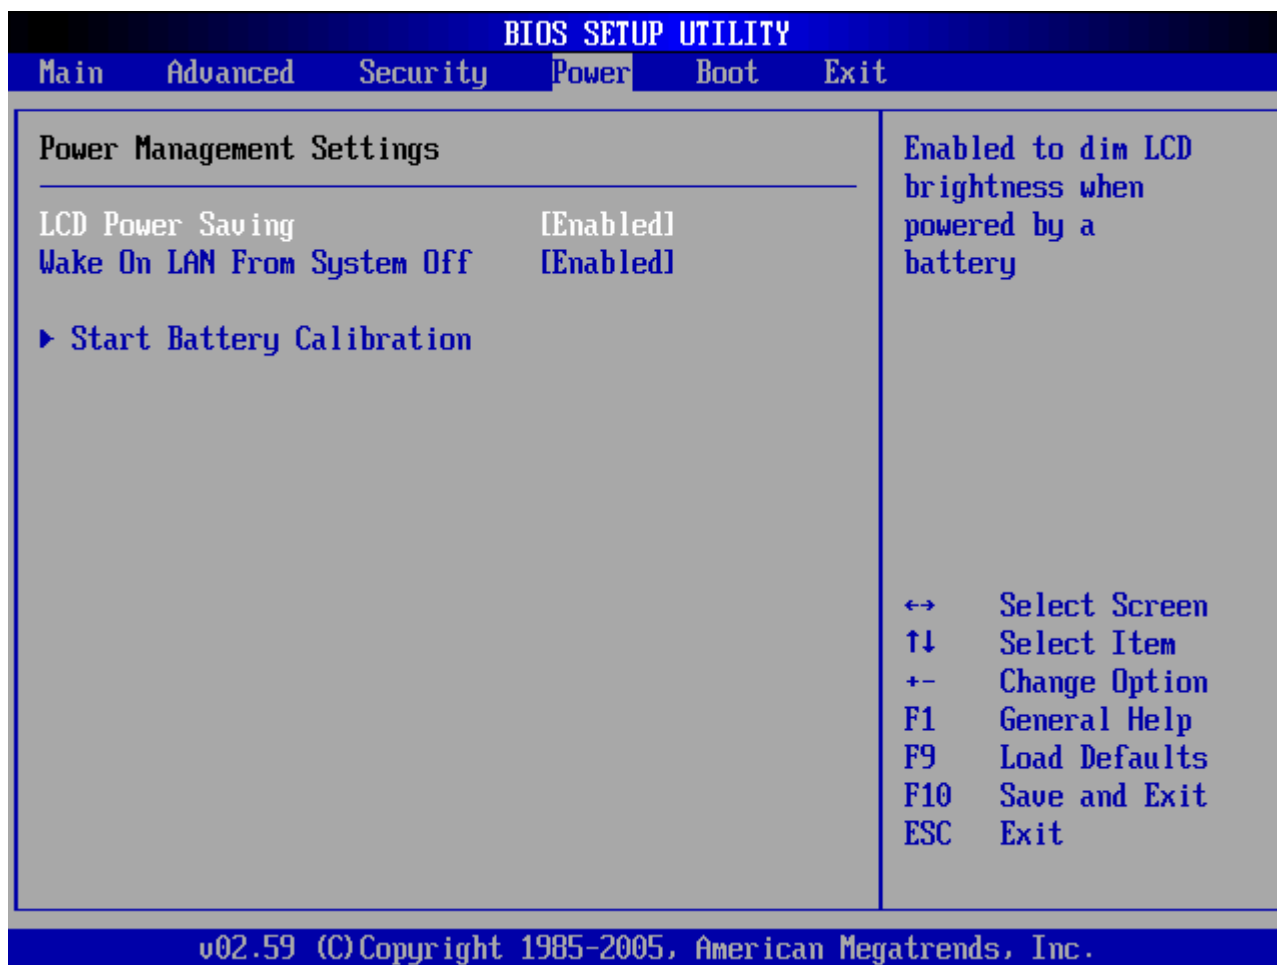 BIOS SETUP UTILITY
Main Advanced Security Power Boot Exit
Power Management Settings
LCD Power Saving [Enabled]
Wake On LAN From System Off [Enabled]
Start Battery Calibration
Enabled to dim LCD
brightness when
powered by a
battery
←→ Select Screen
↑↓ Select Item
+- Change Option
F1 General Help
F9 Load Defaults
F10 Save and Exit
ESC Exit
v02.59 (C)Copyright 1985-2005, American Megatrends, Inc.